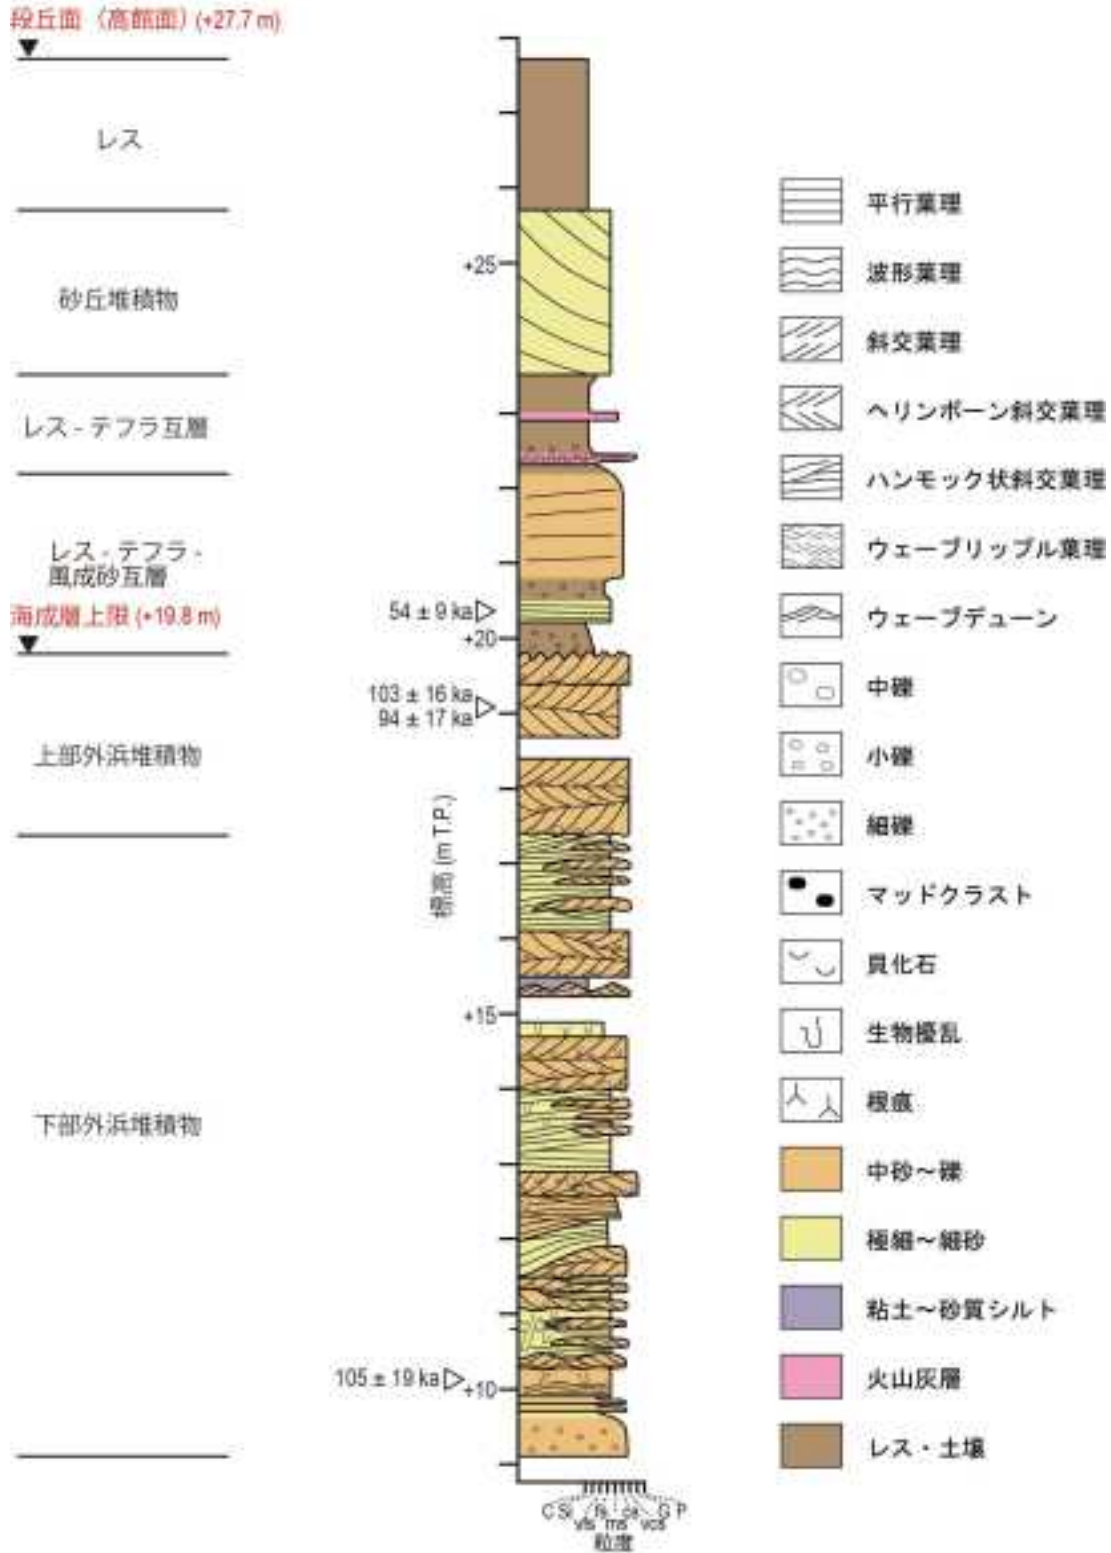 段丘面（高館面）(+27.7 m)
レス
砂丘堆積物
レス - テフラ互層
レス - テフラ -
風成砂互層
海成層上限 (+19.8 m)
上部外浜堆積物
下部外浜堆積物
54 ± 9 ka
103 ± 16 ka
94 ± 17 ka
105 ± 19 ka
標高 (m T.P.)
+25
+20
+15
+10
C Si fs cs G P
vfs ms vcs
粒度
平行葉理
波形葉理
斜交葉理
ヘリンボーン斜交葉理
ハンモック状斜交葉理
ウェーブリップル葉理
ウェーブデューン
中礫
小礫
細礫
マッドクラスト
貝化石
生物擾乱
根痕
中砂〜礫
極細〜細砂
粘土〜砂質シルト
火山灰層
レス・土壌